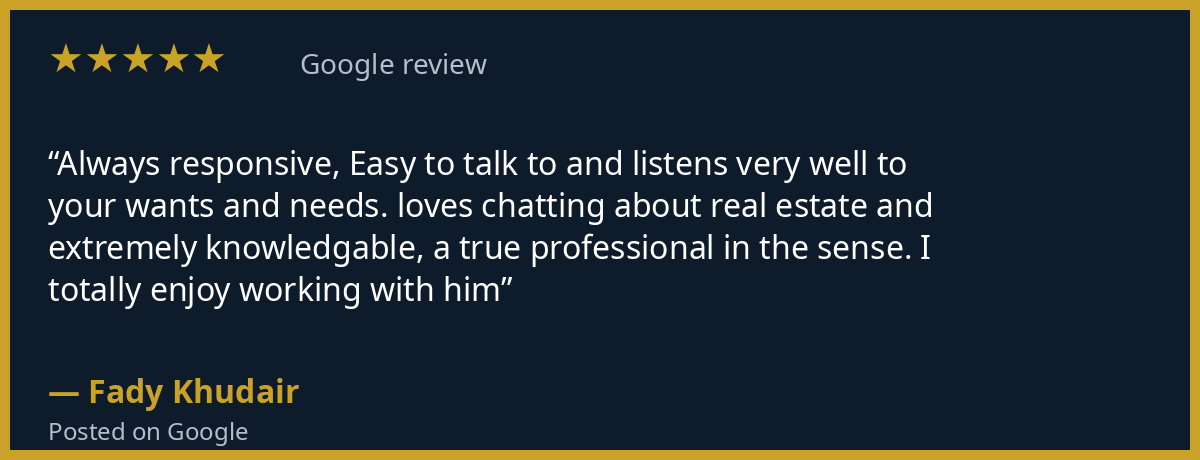 ★★★★★ Google review
“Always responsive, Easy to talk to and listens very well to
your wants and needs. loves chatting about real estate and
extremely knowledgable, a true professional in the sense. I
totally enjoy working with him”
— Fady Khudair
Posted on Google